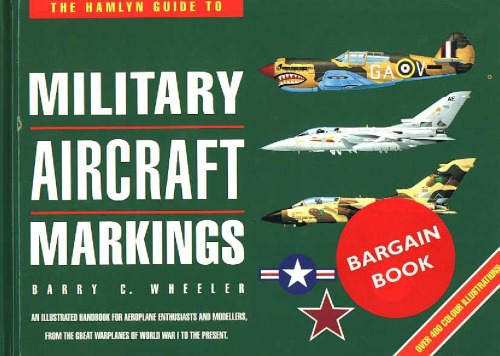 THE HAMLYN GUIDE TO
MILITARY
AIRCRAFT
MARKINGS
BARRY C. WHEELER
AN ILLUSTRATED HANDBOOK FOR AEROPLANE ENTHUSIASTS AND MODELLERS,
FROM THE GREAT WARPLANES OF WORLD WAR I TO THE PRESENT.
GA V
AE
BARGAIN
BOOK
OVER 400 COLOUR ILLUSTRATIONS